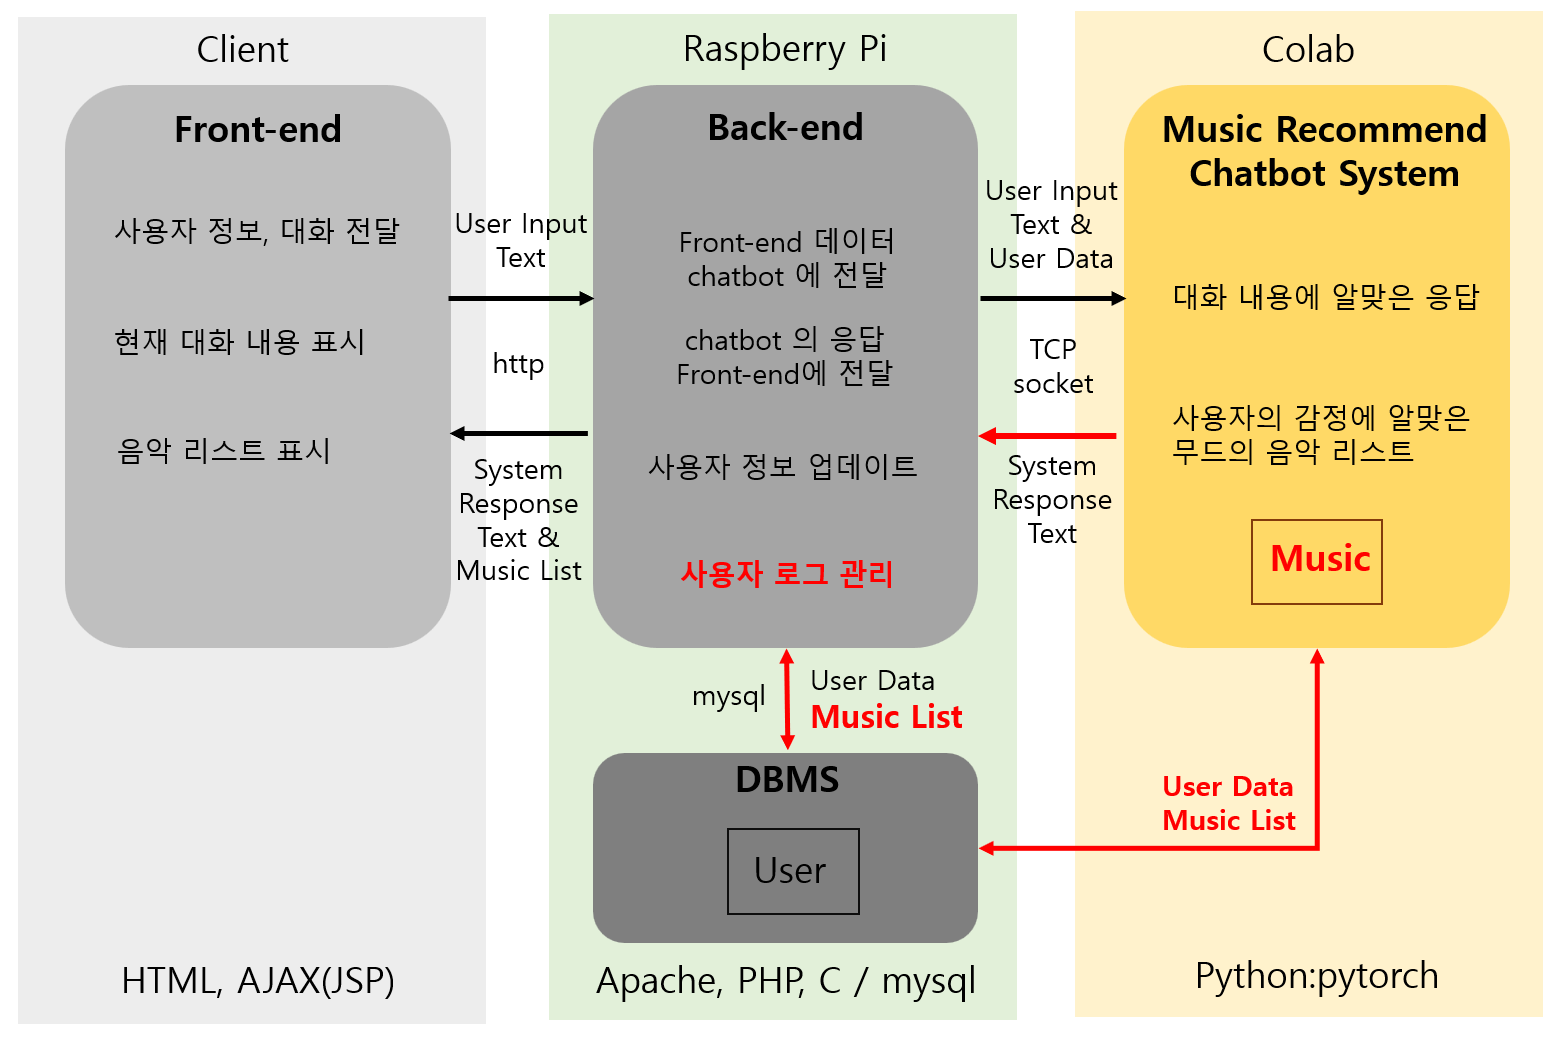 Client
Front-end
사용자 정보, 대화 전달
현재 대화 내용 표시
음악 리스트 표시
HTML, AJAX(JSP)
User Input
Text
http
System
Response
Text &
Music List
Raspberry Pi
Back-end
Front-end 데이터
chatbot 에 전달
chatbot 의 응답
Front-end에 전달
사용자 정보 업데이트
사용자 로그 관리
mysql
User Data
Music List
DBMS
User
Apache, PHP, C / mysql
User Input
Text &
User Data
TCP
socket
System
Response
Text
Colab
Music Recommend
Chatbot System
대화 내용에 알맞은 응답
사용자의 감정에 알맞은
무드의 음악 리스트
Music
User Data
Music List
Python:pytorch